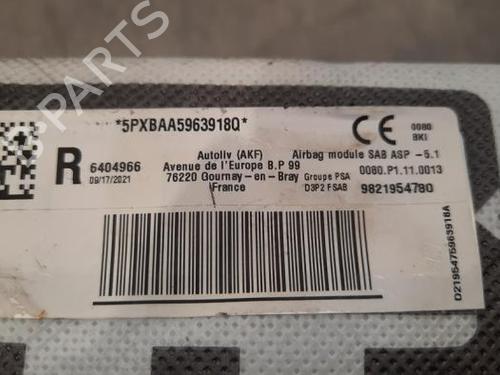 *5PXBAA5963918Q*
R
6404966
09/17/2021
Autoliv (AKF)
Avenue de l'Europe B.P 99
76220 Gournay-en-Bray
France
CE
0080
BKI
Airbag module SAB ASP -5.1
Groupe PSA
0080.P1.11.0013
D3P2 FSAB
9821954780
D2195475963918A
B-PARTS